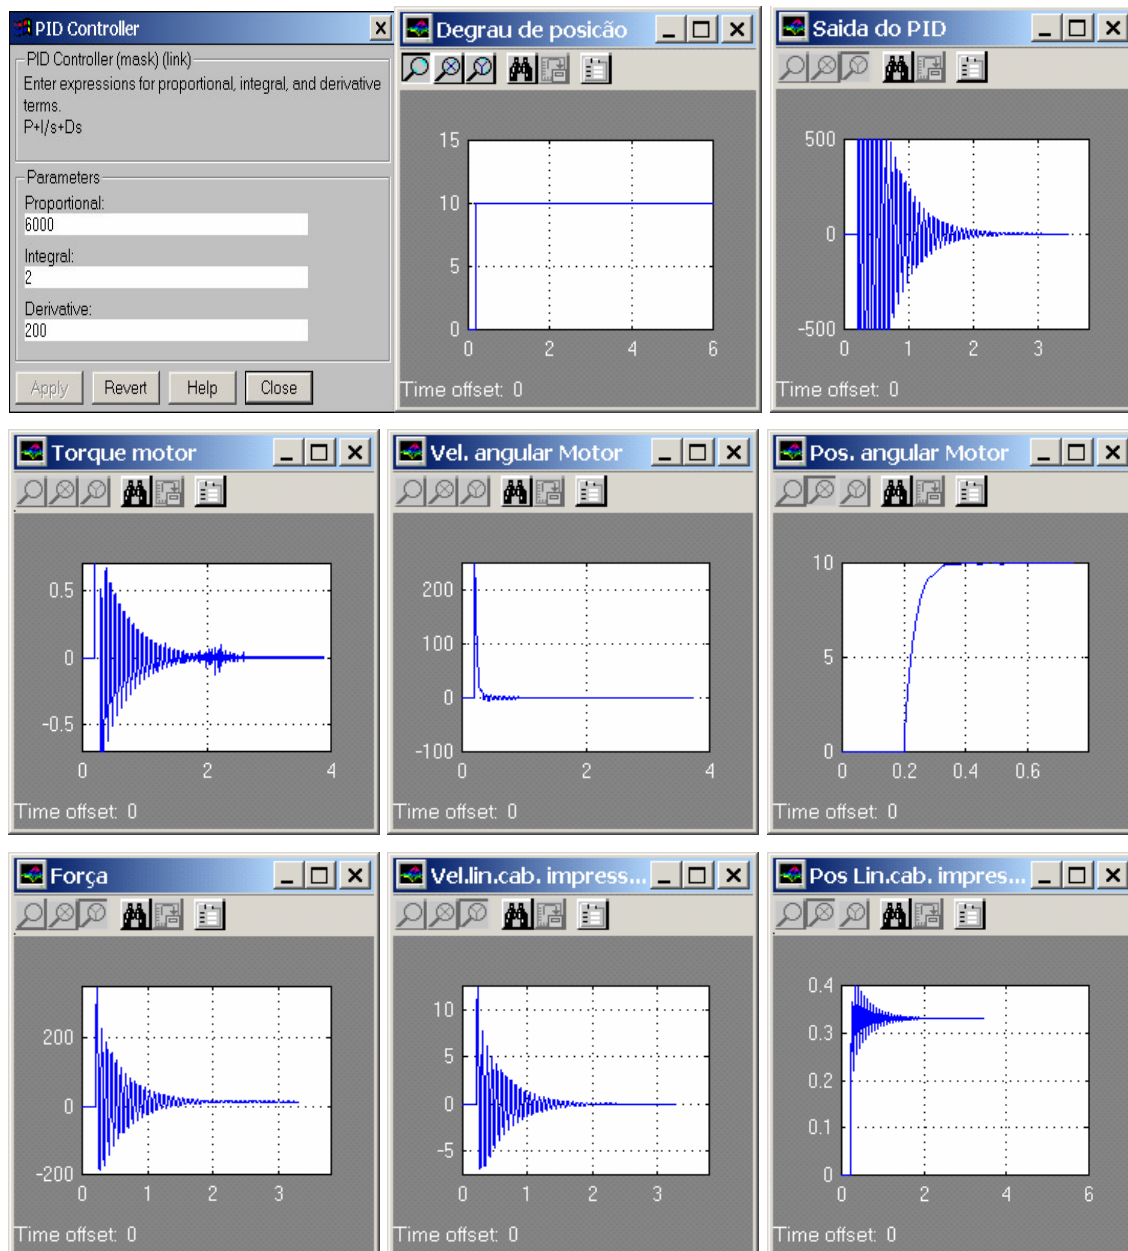 PID Controller
PID Controller (mask) (link)
Enter expressions for proportional, integral, and derivative
terms.
P+I/s+Ds
Parameters
Proportional:
6000
Integral:
2
Derivative:
200
Apply Revert Help Close
Degrau de posicão
15
10
5
0
0 2 4 6
Time offset: 0
Saida do PID
500
0
-500
0 1 2 3
Time offset: 0
Torque motor
0.5
0
-0.5
0 2 4
Time offset: 0
Vel. angular Motor
200
100
0
-100
0 2 4
Time offset: 0
Pos. angular Motor
10
5
0
0 0.2 0.4 0.6
Time offset: 0
Força
200
0
-200
0 1 2 3
Time offset: 0
Vel.lin.cab. impress...
10
5
0
-5
0 1 2 3
Time offset: 0
Pos Lin.cab. impres...
0.4
0.3
0.2
0.1
0
0 2 4 6
Time offset: 0